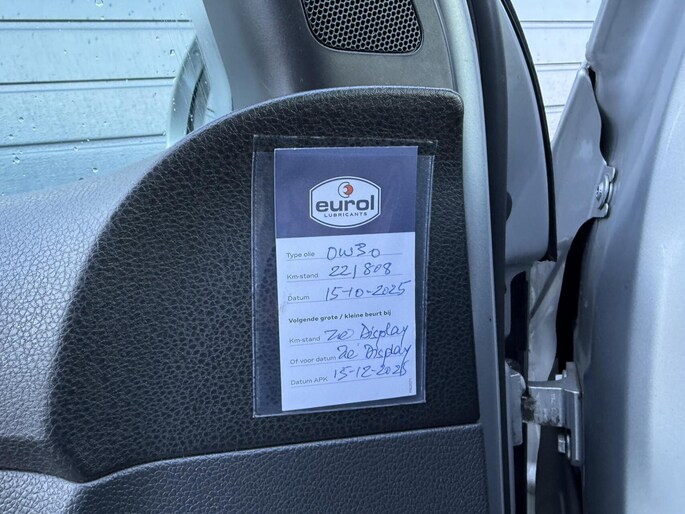 eurol
LUBRICANTS
Type olie 0W30
Km-stand 221808
Datum 15-10-2025
Volgende grote / kleine beurt bij
Km-stand Zie Display
Of voor datum Zie Display
Datum APK 15-12-2025